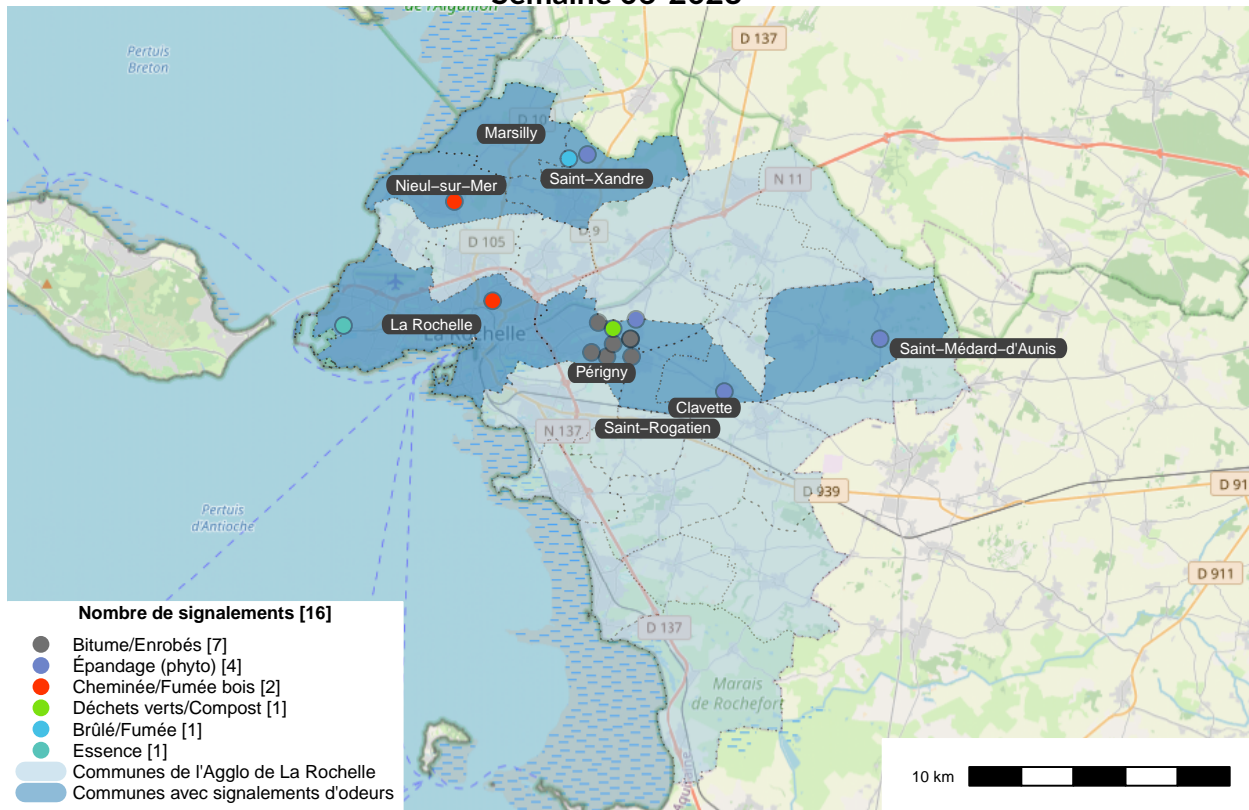 de l'Aiguillon
Pertuis
Breton
D 137
D 10
Marsilly
Saint-Xandre
Nieul-sur-Mer
N 11
D 105
D 9
La Rochelle
La Rochelle
Saint-Médard-d'Aunis
Périgny
Clavette
Saint-Rogatien
N 137
D 939
D 91
Pertuis
d'Antioche
D 911
D 137
Marais
de Rochefort
Nombre de signalements [16]
Bitume/Enrobés [7]
Épandage (phyto) [4]
Cheminée/Fumée bois [2]
Déchets verts/Compost [1]
Brûlé/Fumée [1]
Essence [1]
Communes de l'Agglo de La Rochelle
Communes avec signalements d'odeurs
10 km